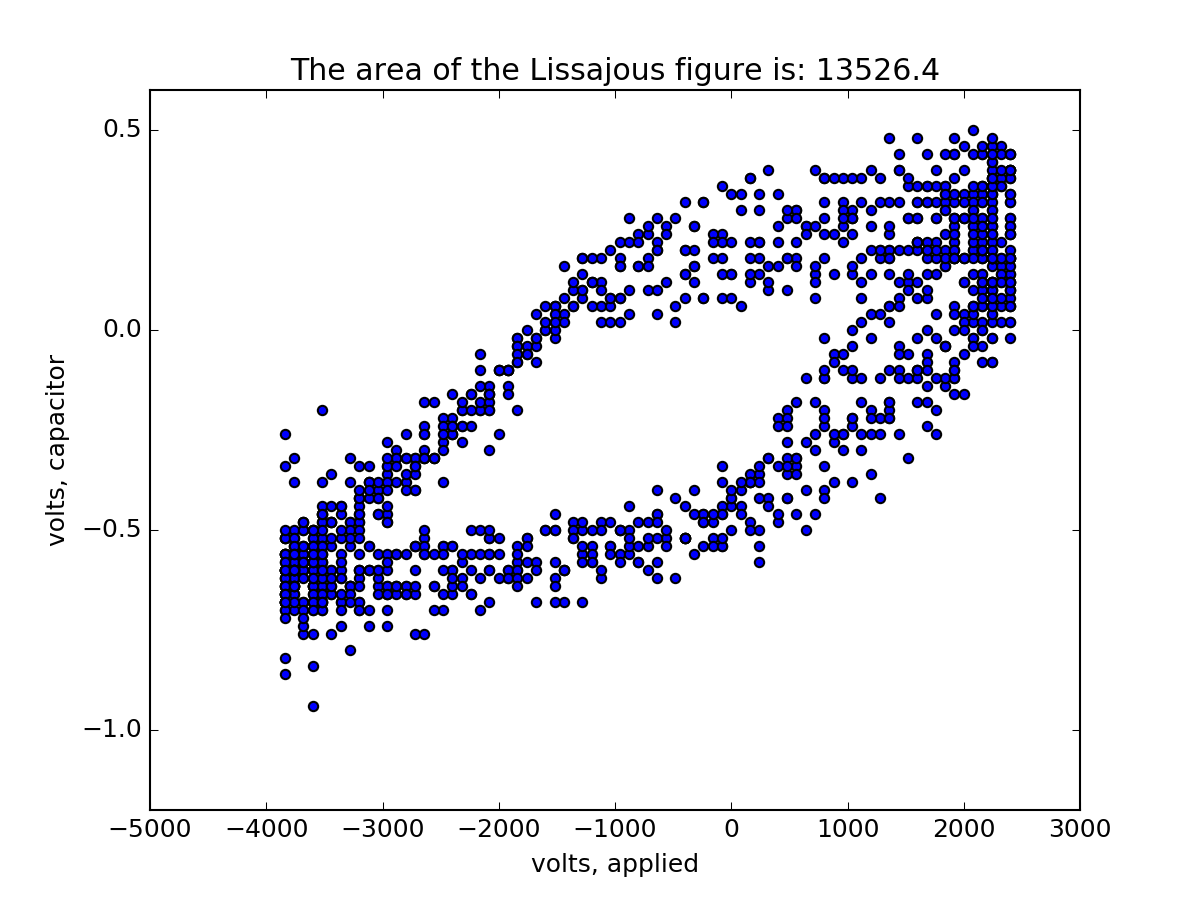 The area of the Lissajous figure is: 13526.4
0.5
0.0
−0.5
−1.0
volts, capacitor
−5000 −4000 −3000 −2000 −1000 0 1000 2000 3000
volts, applied